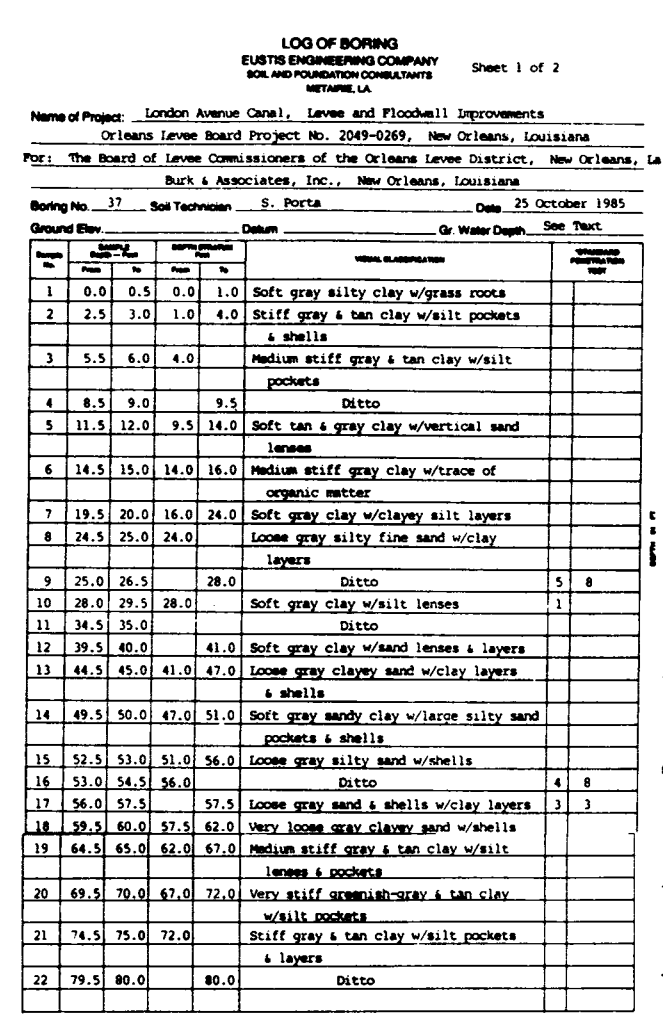 LOG OF BORING
EUSTIS ENGINEERING COMPANY
SOIL AND FOUNDATION CONSULTANTS
METAIRIE, LA.
Sheet 1 of 2
Name of Project: London Avenue Canal, Levee and Floodwall Improvements
Orleans Levee Board Project No. 2049-0269, New Orleans, Louisiana
For: The Board of Levee Commissioners of the Orleans Levee District, New Orleans, La
Burk & Associates, Inc., New Orleans, Louisiana
Boring No. 37 Soil Technician S. Porta Date 25 October 1985
Ground Elev. Datum Gr. Water Depth See Text
Sample No. SAMPLE Depth — Feet From To DEPTH STRATUM Feet From To VISUAL CLASSIFICATION *STANDARD PENETRATION TEST
1 0.0 0.5 0.0 1.0 Soft gray silty clay w/grass roots
2 2.5 3.0 1.0 4.0 Stiff gray & tan clay w/silt pockets
& shells
3 5.5 6.0 4.0 Medium stiff gray & tan clay w/silt
pockets
4 8.5 9.0 9.5 Ditto
5 11.5 12.0 9.5 14.0 Soft tan & gray clay w/vertical sand
lenses
6 14.5 15.0 14.0 16.0 Medium stiff gray clay w/trace of
organic matter
7 19.5 20.0 16.0 24.0 Soft gray clay w/clayey silt layers
8 24.5 25.0 24.0 Loose gray silty fine sand w/clay
layers
9 25.0 26.5 28.0 Ditto 5 8
10 28.0 29.5 28.0 Soft gray clay w/silt lenses 1
11 34.5 35.0 Ditto
12 39.5 40.0 41.0 Soft gray clay w/sand lenses & layers
13 44.5 45.0 41.0 47.0 Loose gray clayey sand w/clay layers
& shells
14 49.5 50.0 47.0 51.0 Soft gray sandy clay w/large silty sand
pockets & shells
15 52.5 53.0 51.0 56.0 Loose gray silty sand w/shells
16 53.0 54.5 56.0 Ditto 4 8
17 56.0 57.5 57.5 Loose gray sand & shells w/clay layers 3 3
18 59.5 60.0 57.5 62.0 Very loose gray clayey sand w/shells
19 64.5 65.0 62.0 67.0 Medium stiff gray & tan clay w/silt
lenses & pockets
20 69.5 70.0 67.0 72.0 Very stiff greenish-gray & tan clay
w/silt pockets
21 74.5 75.0 72.0 Stiff gray & tan clay w/silt pockets
& layers
22 79.5 80.0 80.0 Ditto